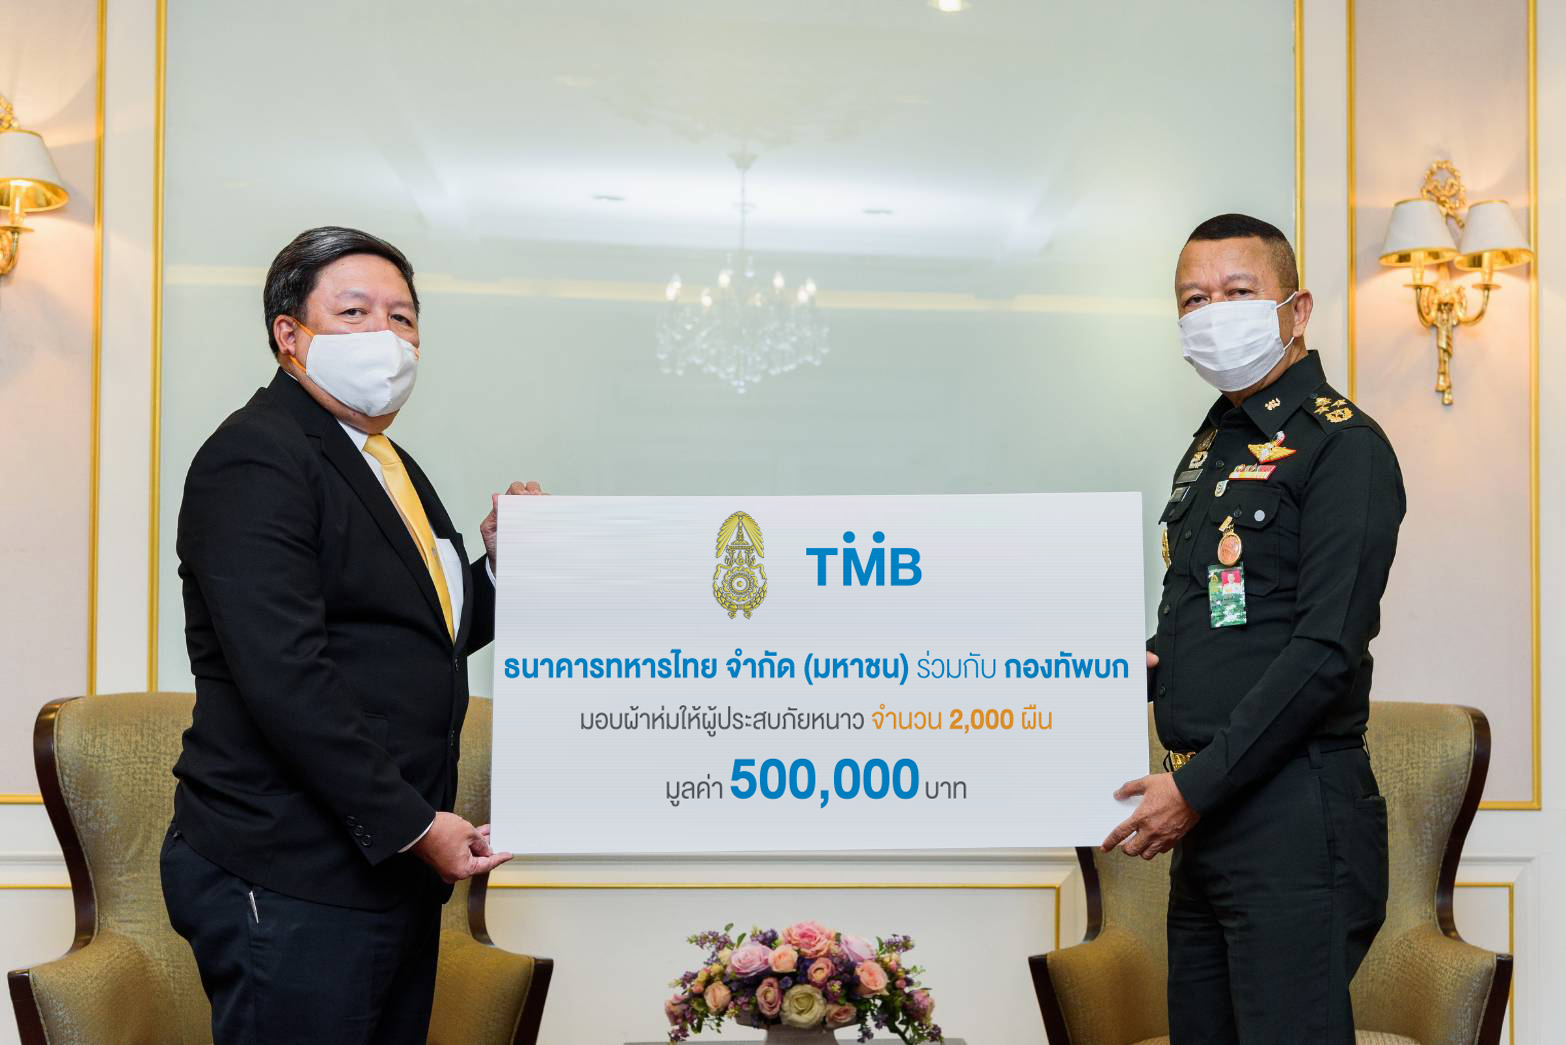 TMB
ธนาคารทหารไทย จำกัด (มหาชน) ร่วมกับ กองทัพบก
มอบผ้าห่มให้ผู้ประสบภัยหนาว จำนวน 2,000 ผืน
มูลค่า 500,000 บาท